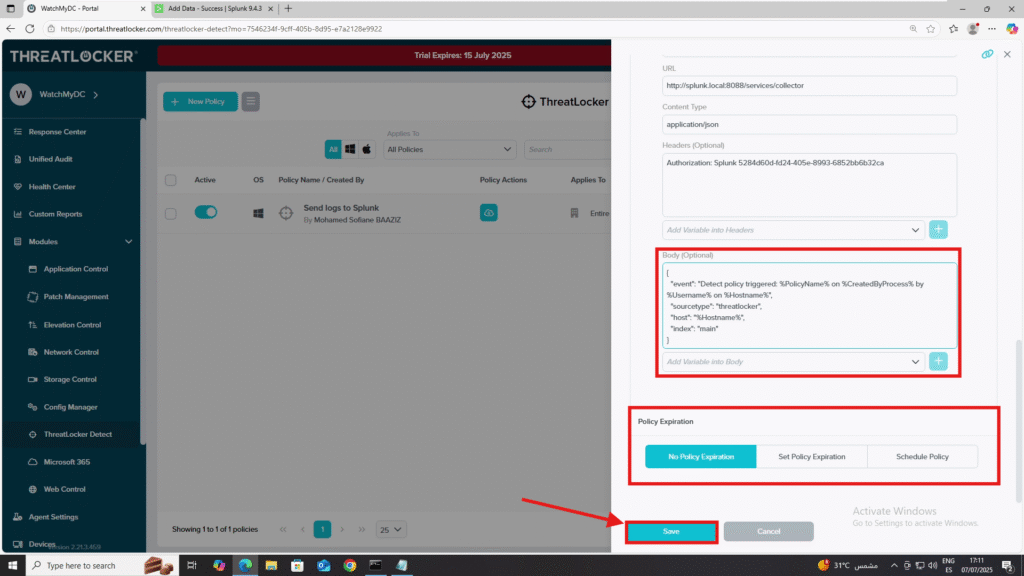 WatchMyDC - Portal
Add Data - Success | Splunk 9.4.3
https://portal.threatlocker.com/threatlocker-detect?mo=7546234f-9cff-405b-8d95-e7a2128e9922
THREATLOCKER
Trial Expires: 15 July 2025
W WatchMyDC
Response Center
Unified Audit
Health Center
Custom Reports
Modules
Application Control
Patch Management
Elevation Control
Network Control
Storage Control
Config Manager
ThreatLocker Detect
Microsoft 365
Web Control
Agent Settings
Devices
Version 2.21.3.459
+ New Policy
ThreatLocker
All
Applies To
All Policies
Search
Active OS Policy Name / Created By Policy Actions Applies To
Send logs to Splunk
By Mohamed Sofiane BAAZIZ
Entire
Showing 1 to 1 of 1 policies
1
25
URL
http://splunk.local:8088/services/collector
Content Type
application/json
Headers (Optional)
Authorization: Splunk 5284d60d-fd24-405e-8993-6852bb6b32ca
Add Variable into Headers
Body (Optional)
{
"event": "Detect policy triggered: %PolicyName% on %CreatedByProcess% by
%Username% on %Hostname%",
"sourcetype": "threatlocker",
"host": "%Hostname%",
"index": "main"
}
Add Variable into Body
Policy Expiration
No Policy Expiration Set Policy Expiration Schedule Policy
Save Cancel
Activate Windows
Go to Settings to activate Windows.
Type here to search
31°C مشمس
ENG
ES
17:11
07/07/2025